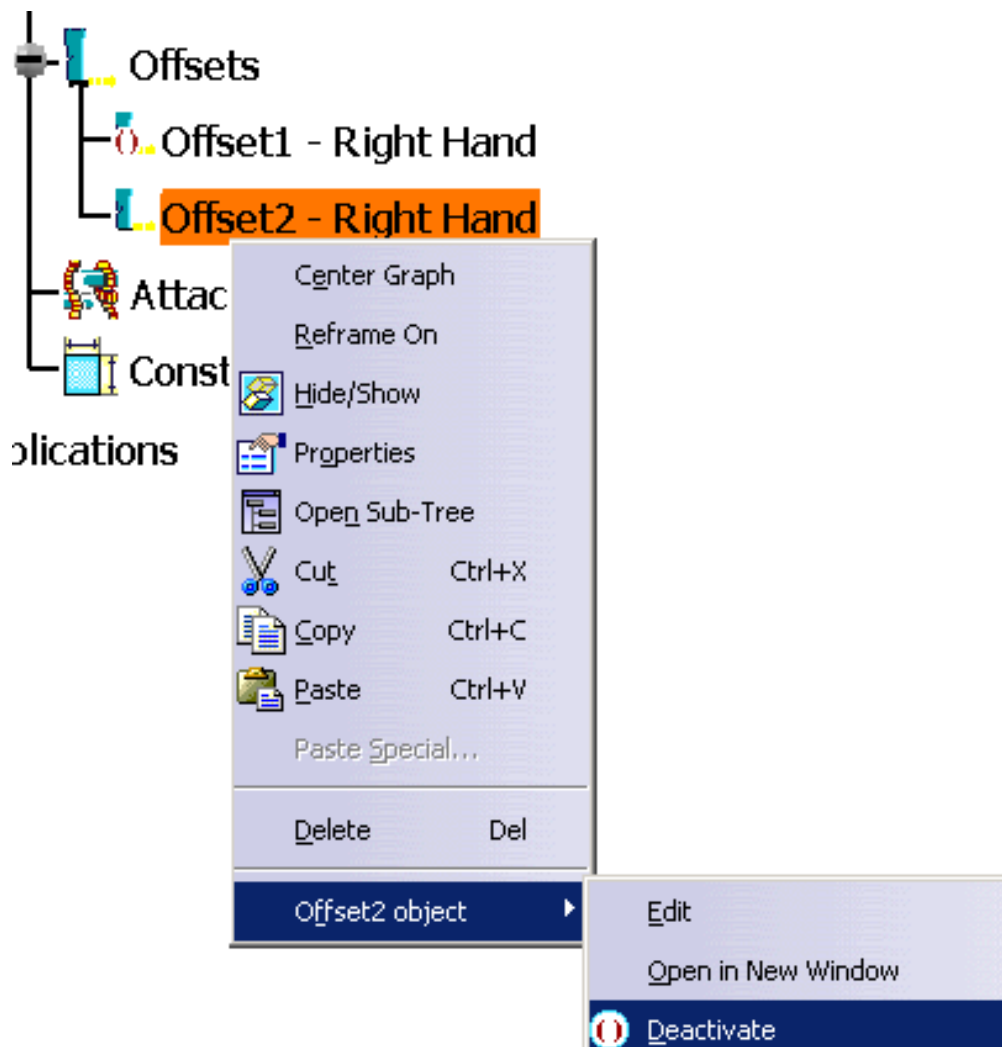 Offsets
Offset1 - Right Hand
Offset2 - Right Hand
Attac
Const
plications
Center Graph
Reframe On
Hide/Show
Properties
Open Sub-Tree
Cut Ctrl+X
Copy Ctrl+C
Paste Ctrl+V
Paste Special...
Delete Del
Offset2 object
Edit
Open in New Window
Deactivate